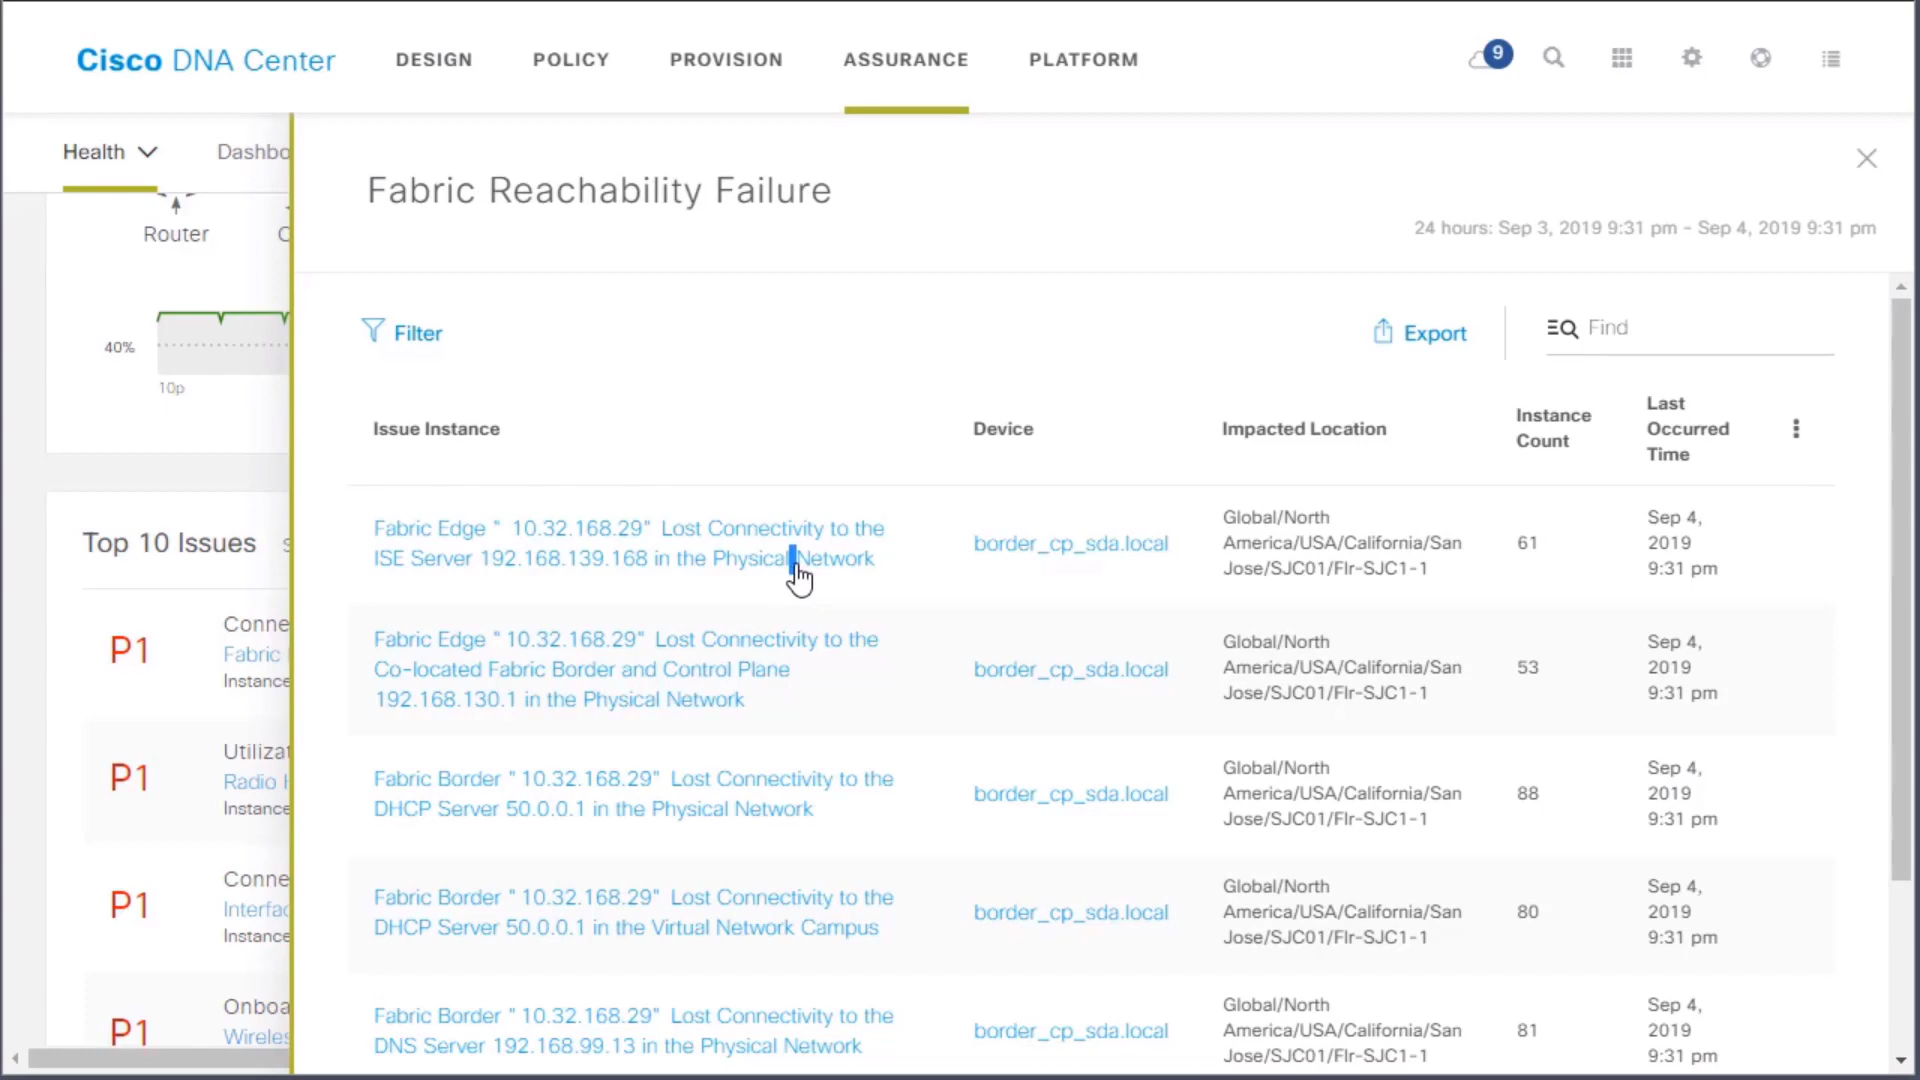 Cisco DNA Center
DESIGN
POLICY
PROVISION
ASSURANCE
PLATFORM
9
Health
Dashbo
Router
40%
10p
Top 10 Issues
P1
Conne
Fabric
Instance
P1
Utilizat
Radio
Instance
P1
Conne
Interfac
Instance
P1
Onboa
Wireles
Fabric Reachability Failure
24 hours: Sep 3, 2019 9:31 pm - Sep 4, 2019 9:31 pm
Filter
Export
Find
Issue Instance
Device
Impacted Location
Instance
Count
Last
Occurred
Time
Fabric Edge " 10.32.168.29" Lost Connectivity to the
ISE Server 192.168.139.168 in the Physical Network
border_cp_sda.local
Global/North
America/USA/California/San
Jose/SJC01/Flr-SJC1-1
61
Sep 4,
2019
9:31 pm
Fabric Edge " 10.32.168.29" Lost Connectivity to the
Co-located Fabric Border and Control Plane
192.168.130.1 in the Physical Network
border_cp_sda.local
Global/North
America/USA/California/San
Jose/SJC01/Flr-SJC1-1
53
Sep 4,
2019
9:31 pm
Fabric Border " 10.32.168.29" Lost Connectivity to the
DHCP Server 50.0.0.1 in the Physical Network
border_cp_sda.local
Global/North
America/USA/California/San
Jose/SJC01/Flr-SJC1-1
88
Sep 4,
2019
9:31 pm
Fabric Border " 10.32.168.29" Lost Connectivity to the
DHCP Server 50.0.0.1 in the Virtual Network Campus
border_cp_sda.local
Global/North
America/USA/California/San
Jose/SJC01/Flr-SJC1-1
80
Sep 4,
2019
9:31 pm
Fabric Border " 10.32.168.29" Lost Connectivity to the
DNS Server 192.168.99.13 in the Physical Network
border_cp_sda.local
Global/North
America/USA/California/San
Jose/SJC01/Flr-SJC1-1
81
Sep 4,
2019
9:31 pm